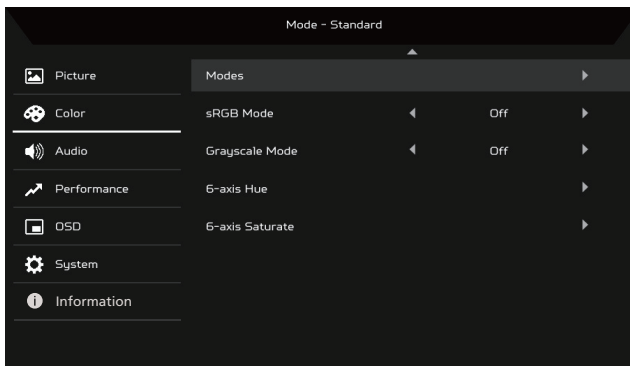 Mode - Standard
Picture
Color
Audio
Performance
OSD
System
Information
Modes
sRGB Mode Off
Grayscale Mode Off
6-axis Hue
6-axis Saturate